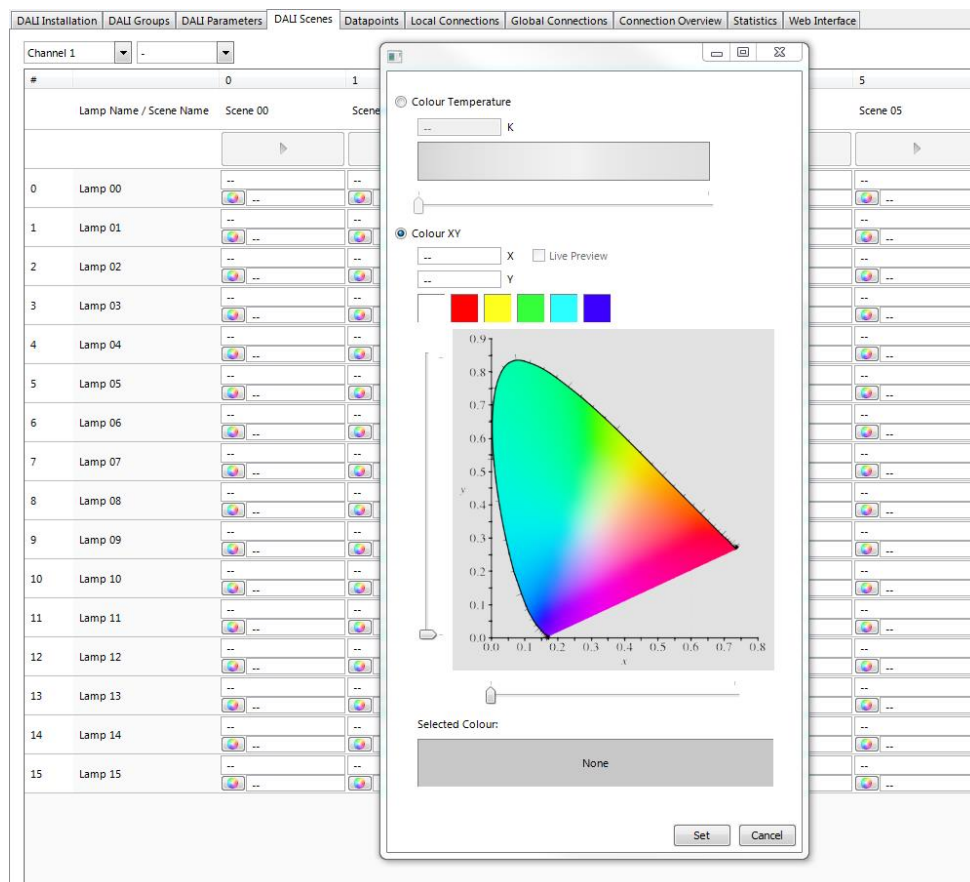 DALI Installation DALI Groups DALI Parameters DALI Scenes Datapoints Local Connections Global Connections Connection Overview Statistics Web Interface
Channel 1 -
# 0 1 5
Lamp Name / Scene Name Scene 00 Scene Scene 05
0 Lamp 00 -- -- --
-- --
1 Lamp 01 -- -- --
-- --
2 Lamp 02 -- -- --
-- --
3 Lamp 03 -- -- --
-- --
4 Lamp 04 -- -- --
-- --
5 Lamp 05 -- -- --
-- --
6 Lamp 06 -- -- --
-- --
7 Lamp 07 -- -- --
-- --
8 Lamp 08 -- -- --
-- --
9 Lamp 09 -- -- --
-- --
10 Lamp 10 -- -- --
-- --
11 Lamp 11 -- -- --
-- --
12 Lamp 12 -- -- --
-- --
13 Lamp 13 -- -- --
-- --
14 Lamp 14 -- -- --
-- --
15 Lamp 15 -- -- --
-- --
Colour Temperature
-- K
Colour XY
-- X Live Preview
-- Y
0.9
0.8
0.7
0.6
0.5
y
0.4
0.3
0.2
0.1
0.0
0.0 0.1 0.2 0.3 0.4 0.5 0.6 0.7 0.8
x
Selected Colour:
None
Set Cancel